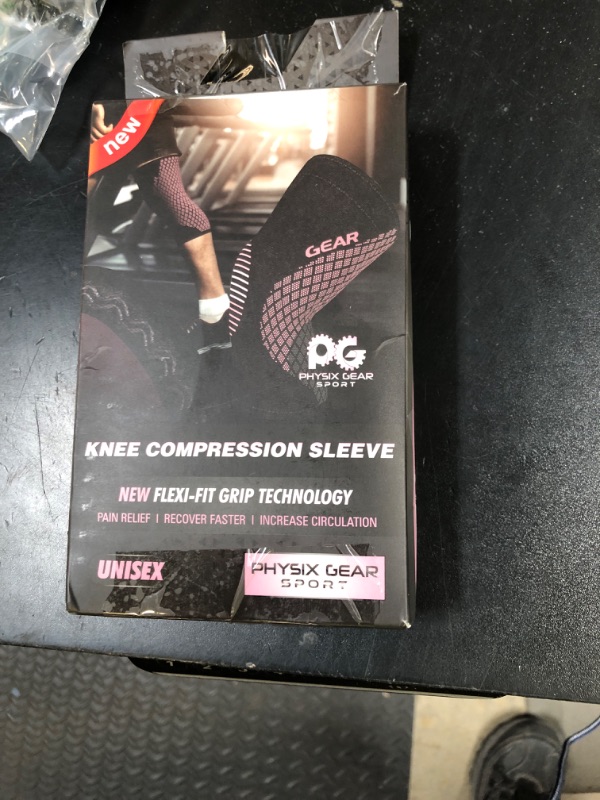 new
GEAR
PG
PHYSIX GEAR
SPORT
KNEE COMPRESSION SLEEVE
NEW FLEXI-FIT GRIP TECHNOLOGY
PAIN RELIEF | RECOVER FASTER | INCREASE CIRCULATION
UNISEX
PHYSIX GEAR
SPORT